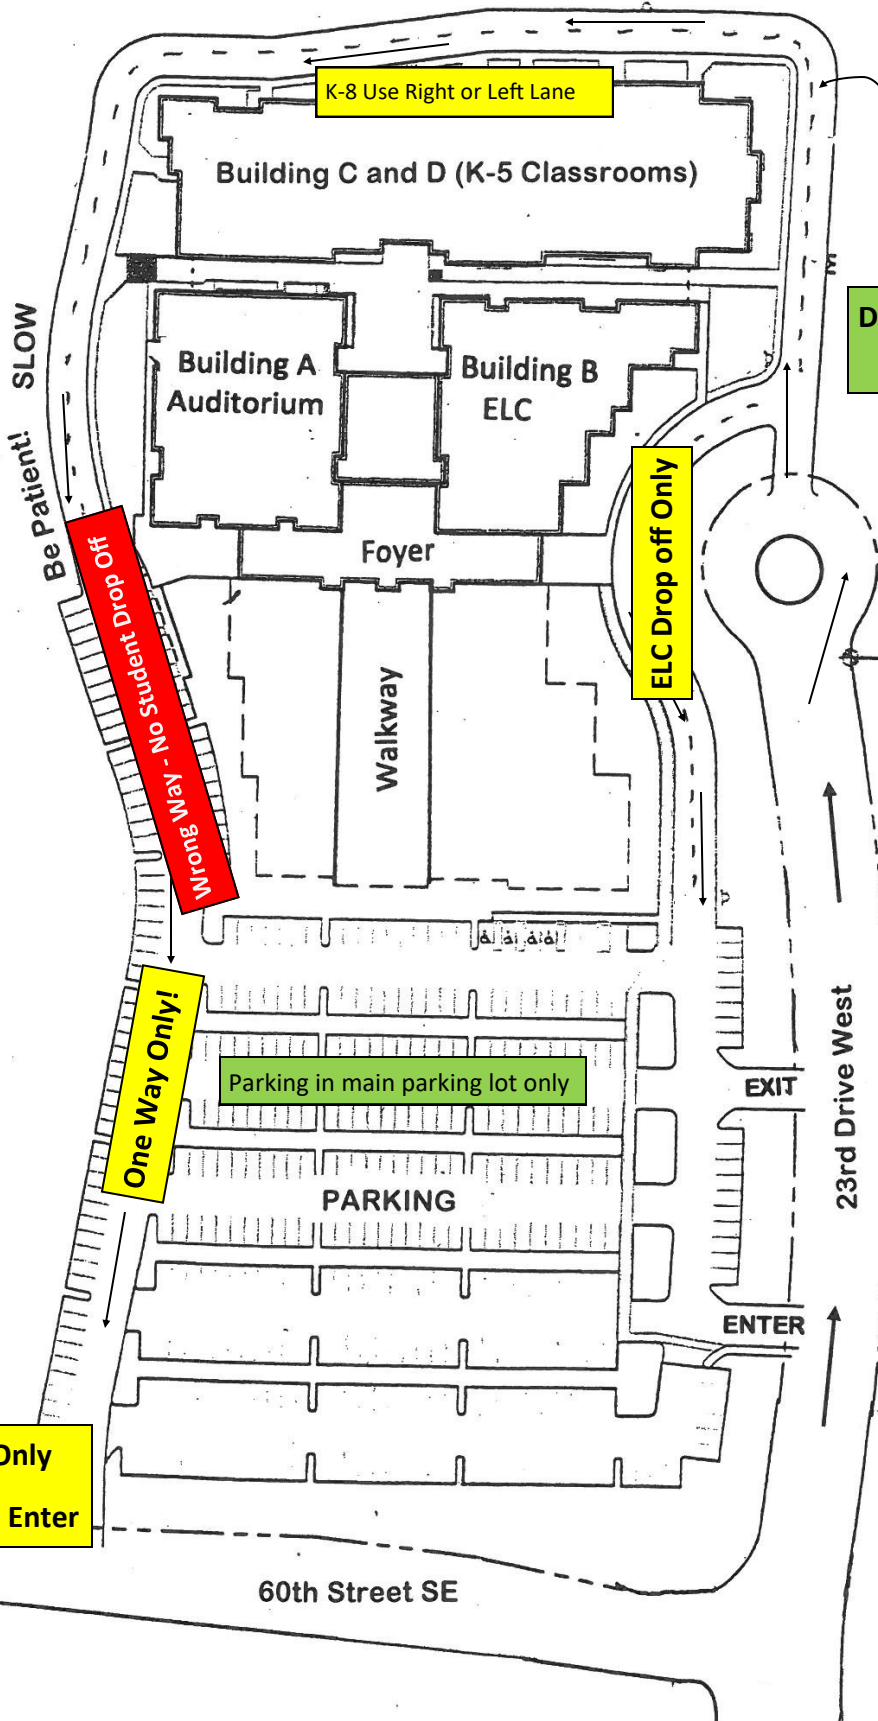 K-8 Use Right or Left Lane
Building C and D (K-5 Classrooms)
SLOW
Be Patient!
D
Building A
Auditorium
Building B
ELC
ELC Drop off Only
Foyer
Wrong Way - No Student Drop Off
Walkway
One Way Only!
Parking in main parking lot only
PARKING
EXIT
23rd Drive West
ENTER
Only
Enter
60th Street SE